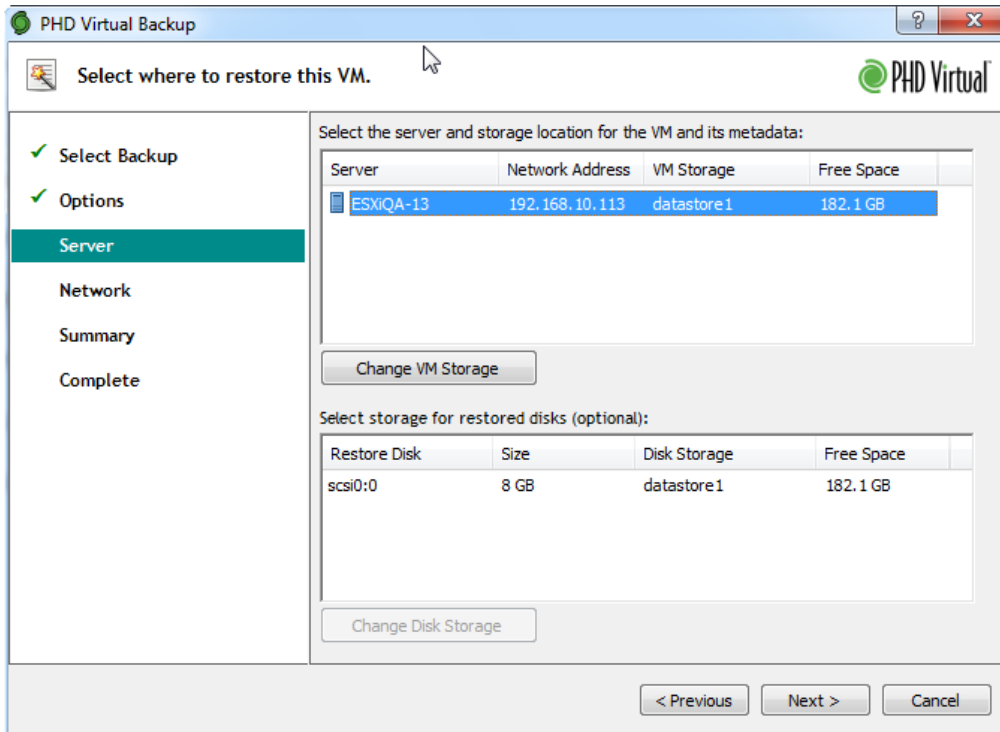 PHD Virtual Backup
Select where to restore this VM.
PHD Virtual
Select Backup
Options
Server
Network
Summary
Complete
Select the server and storage location for the VM and its metadata:
Server Network Address VM Storage Free Space
ESXiQA-13 192.168.10.113 datastore1 182.1 GB
Change VM Storage
Select storage for restored disks (optional):
Restore Disk Size Disk Storage Free Space
scsi0:0 8 GB datastore1 182.1 GB
Change Disk Storage
< Previous Next > Cancel